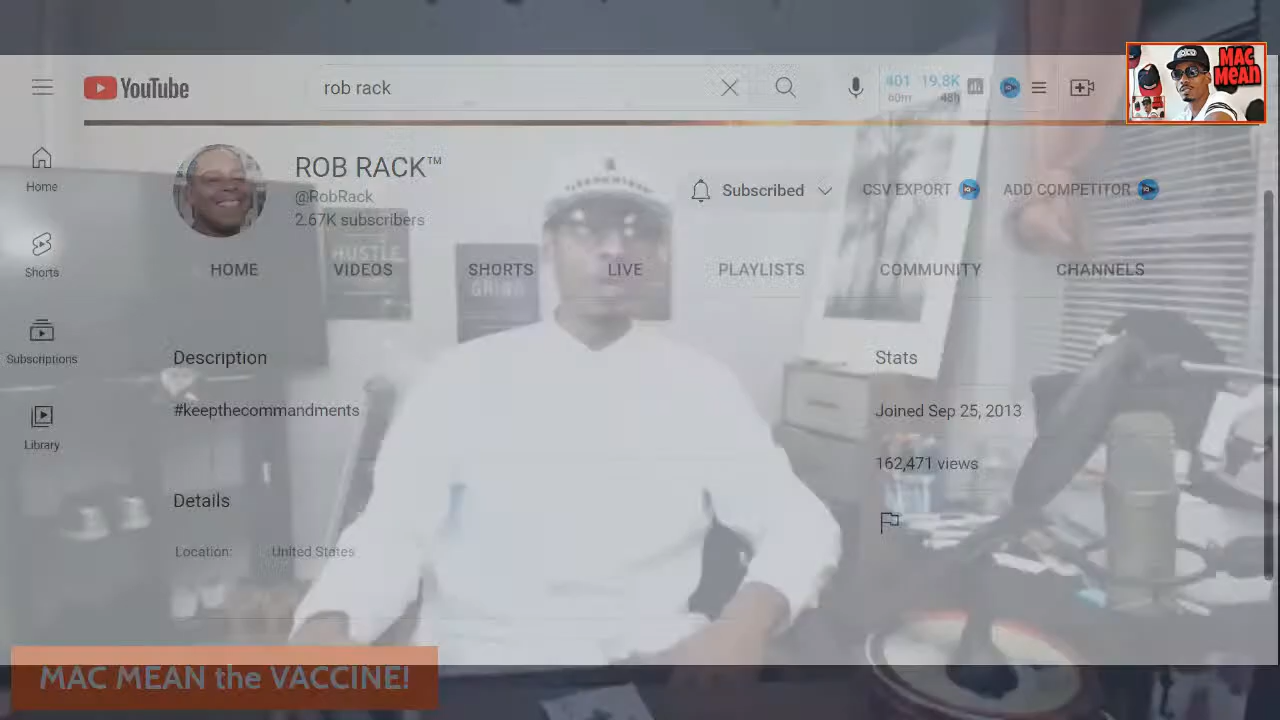 YouTube
rob rack
401
19.8K
60m
48h
MAC
MEAN
Home
ROB RACK™
@RobRack
2.67K subscribers
Subscribed
CSV EXPORT
ADD COMPETITOR
Shorts
HUSTLE
HOME
VIDEOS
SHORTS
LIVE
PLAYLISTS
COMMUNITY
CHANNELS
GRIND
Subscriptions
Description
Stats
#keepthecommandments
Joined Sep 25, 2013
Library
162,471 views
Details
Location:
United States
MAC MEAN the VACCINE!